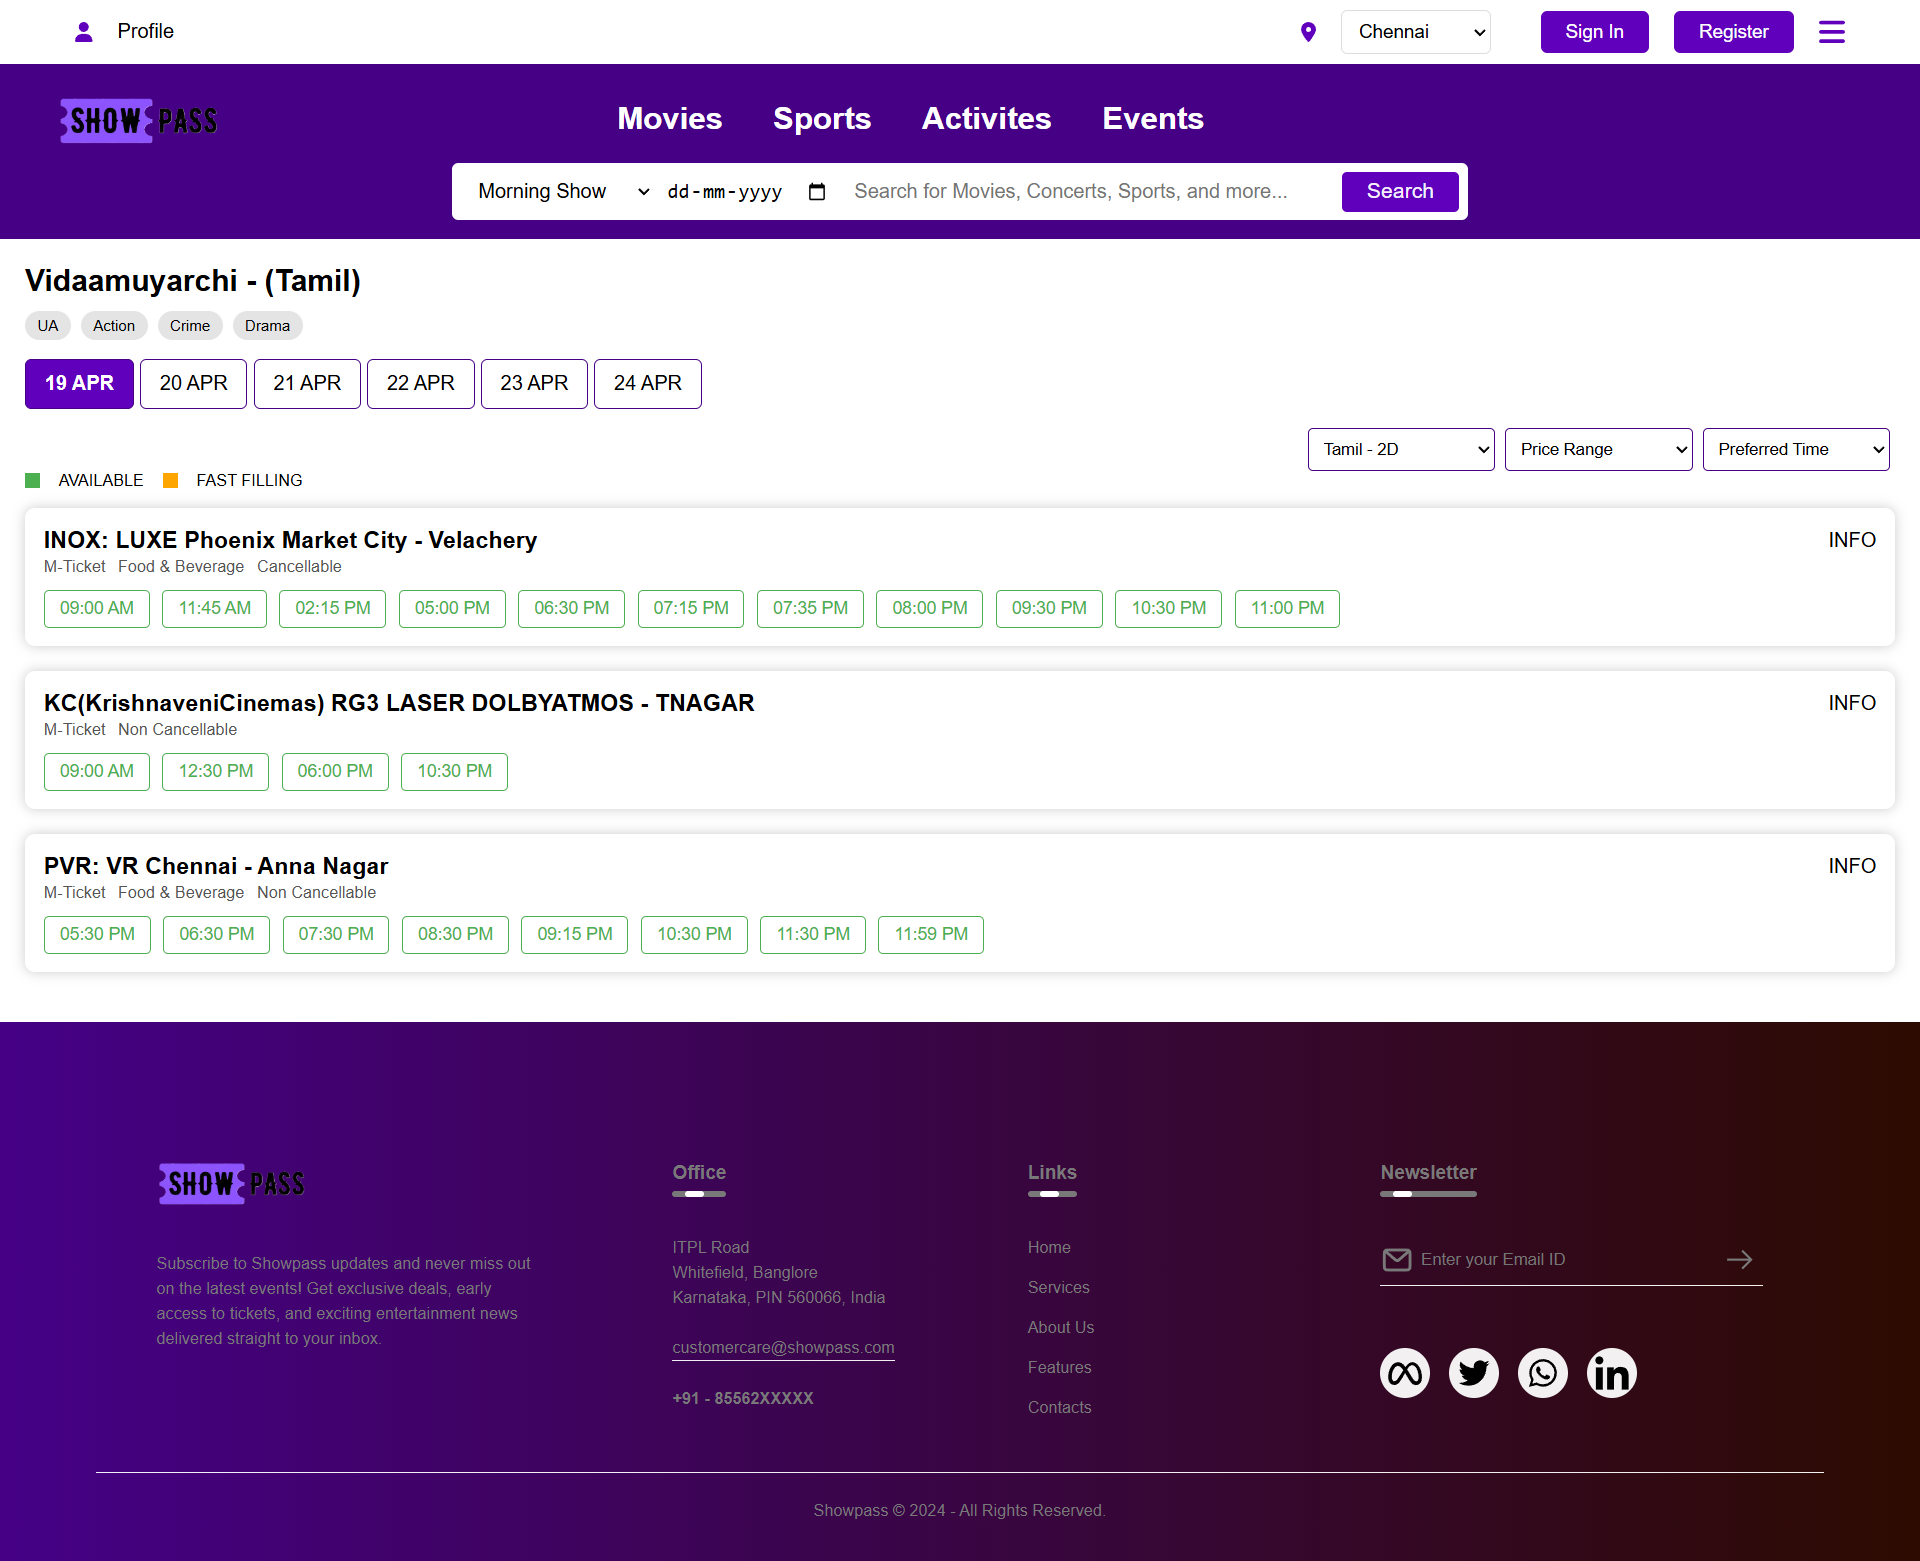 Profile
Chennai
Sign In
Register
SHOW PASS
Movies Sports Activites Events
Morning Show dd-mm-yyyy Search for Movies, Concerts, Sports, and more... Search
Vidaamuyarchi - (Tamil)
UA Action Crime Drama
19 APR 20 APR 21 APR 22 APR 23 APR 24 APR
Tamil - 2D Price Range Preferred Time
AVAILABLE FAST FILLING
INOX: LUXE Phoenix Market City - Velachery INFO
M-Ticket Food & Beverage Cancellable
09:00 AM 11:45 AM 02:15 PM 05:00 PM 06:30 PM 07:15 PM 07:35 PM 08:00 PM 09:30 PM 10:30 PM 11:00 PM
KC(KrishnaveniCinemas) RG3 LASER DOLBYATMOS - TNAGAR INFO
M-Ticket Non Cancellable
09:00 AM 12:30 PM 06:00 PM 10:30 PM
PVR: VR Chennai - Anna Nagar INFO
M-Ticket Food & Beverage Non Cancellable
05:30 PM 06:30 PM 07:30 PM 08:30 PM 09:15 PM 10:30 PM 11:30 PM 11:59 PM
SHOW PASS
Subscribe to Showpass updates and never miss out
on the latest events! Get exclusive deals, early
access to tickets, and exciting entertainment news
delivered straight to your inbox.
Office
ITPL Road
Whitefield, Banglore
Karnataka, PIN 560066, India
customercare@showpass.com
+91 - 85562XXXXX
Links
Home
Services
About Us
Features
Contacts
Newsletter
Enter your Email ID
in
Showpass © 2024 - All Rights Reserved.